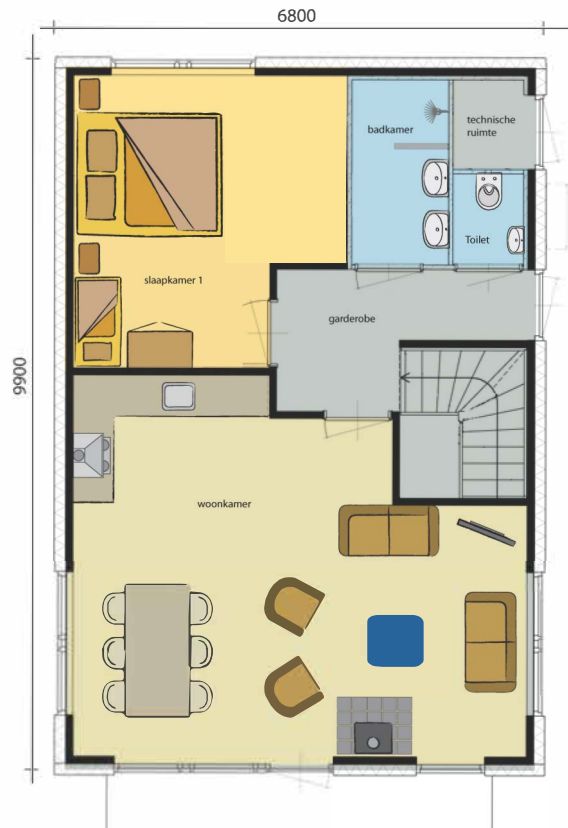 6800
technische
ruimte
badkamer
Toilet
slaapkamer 1
garderobe
9900
woonkamer